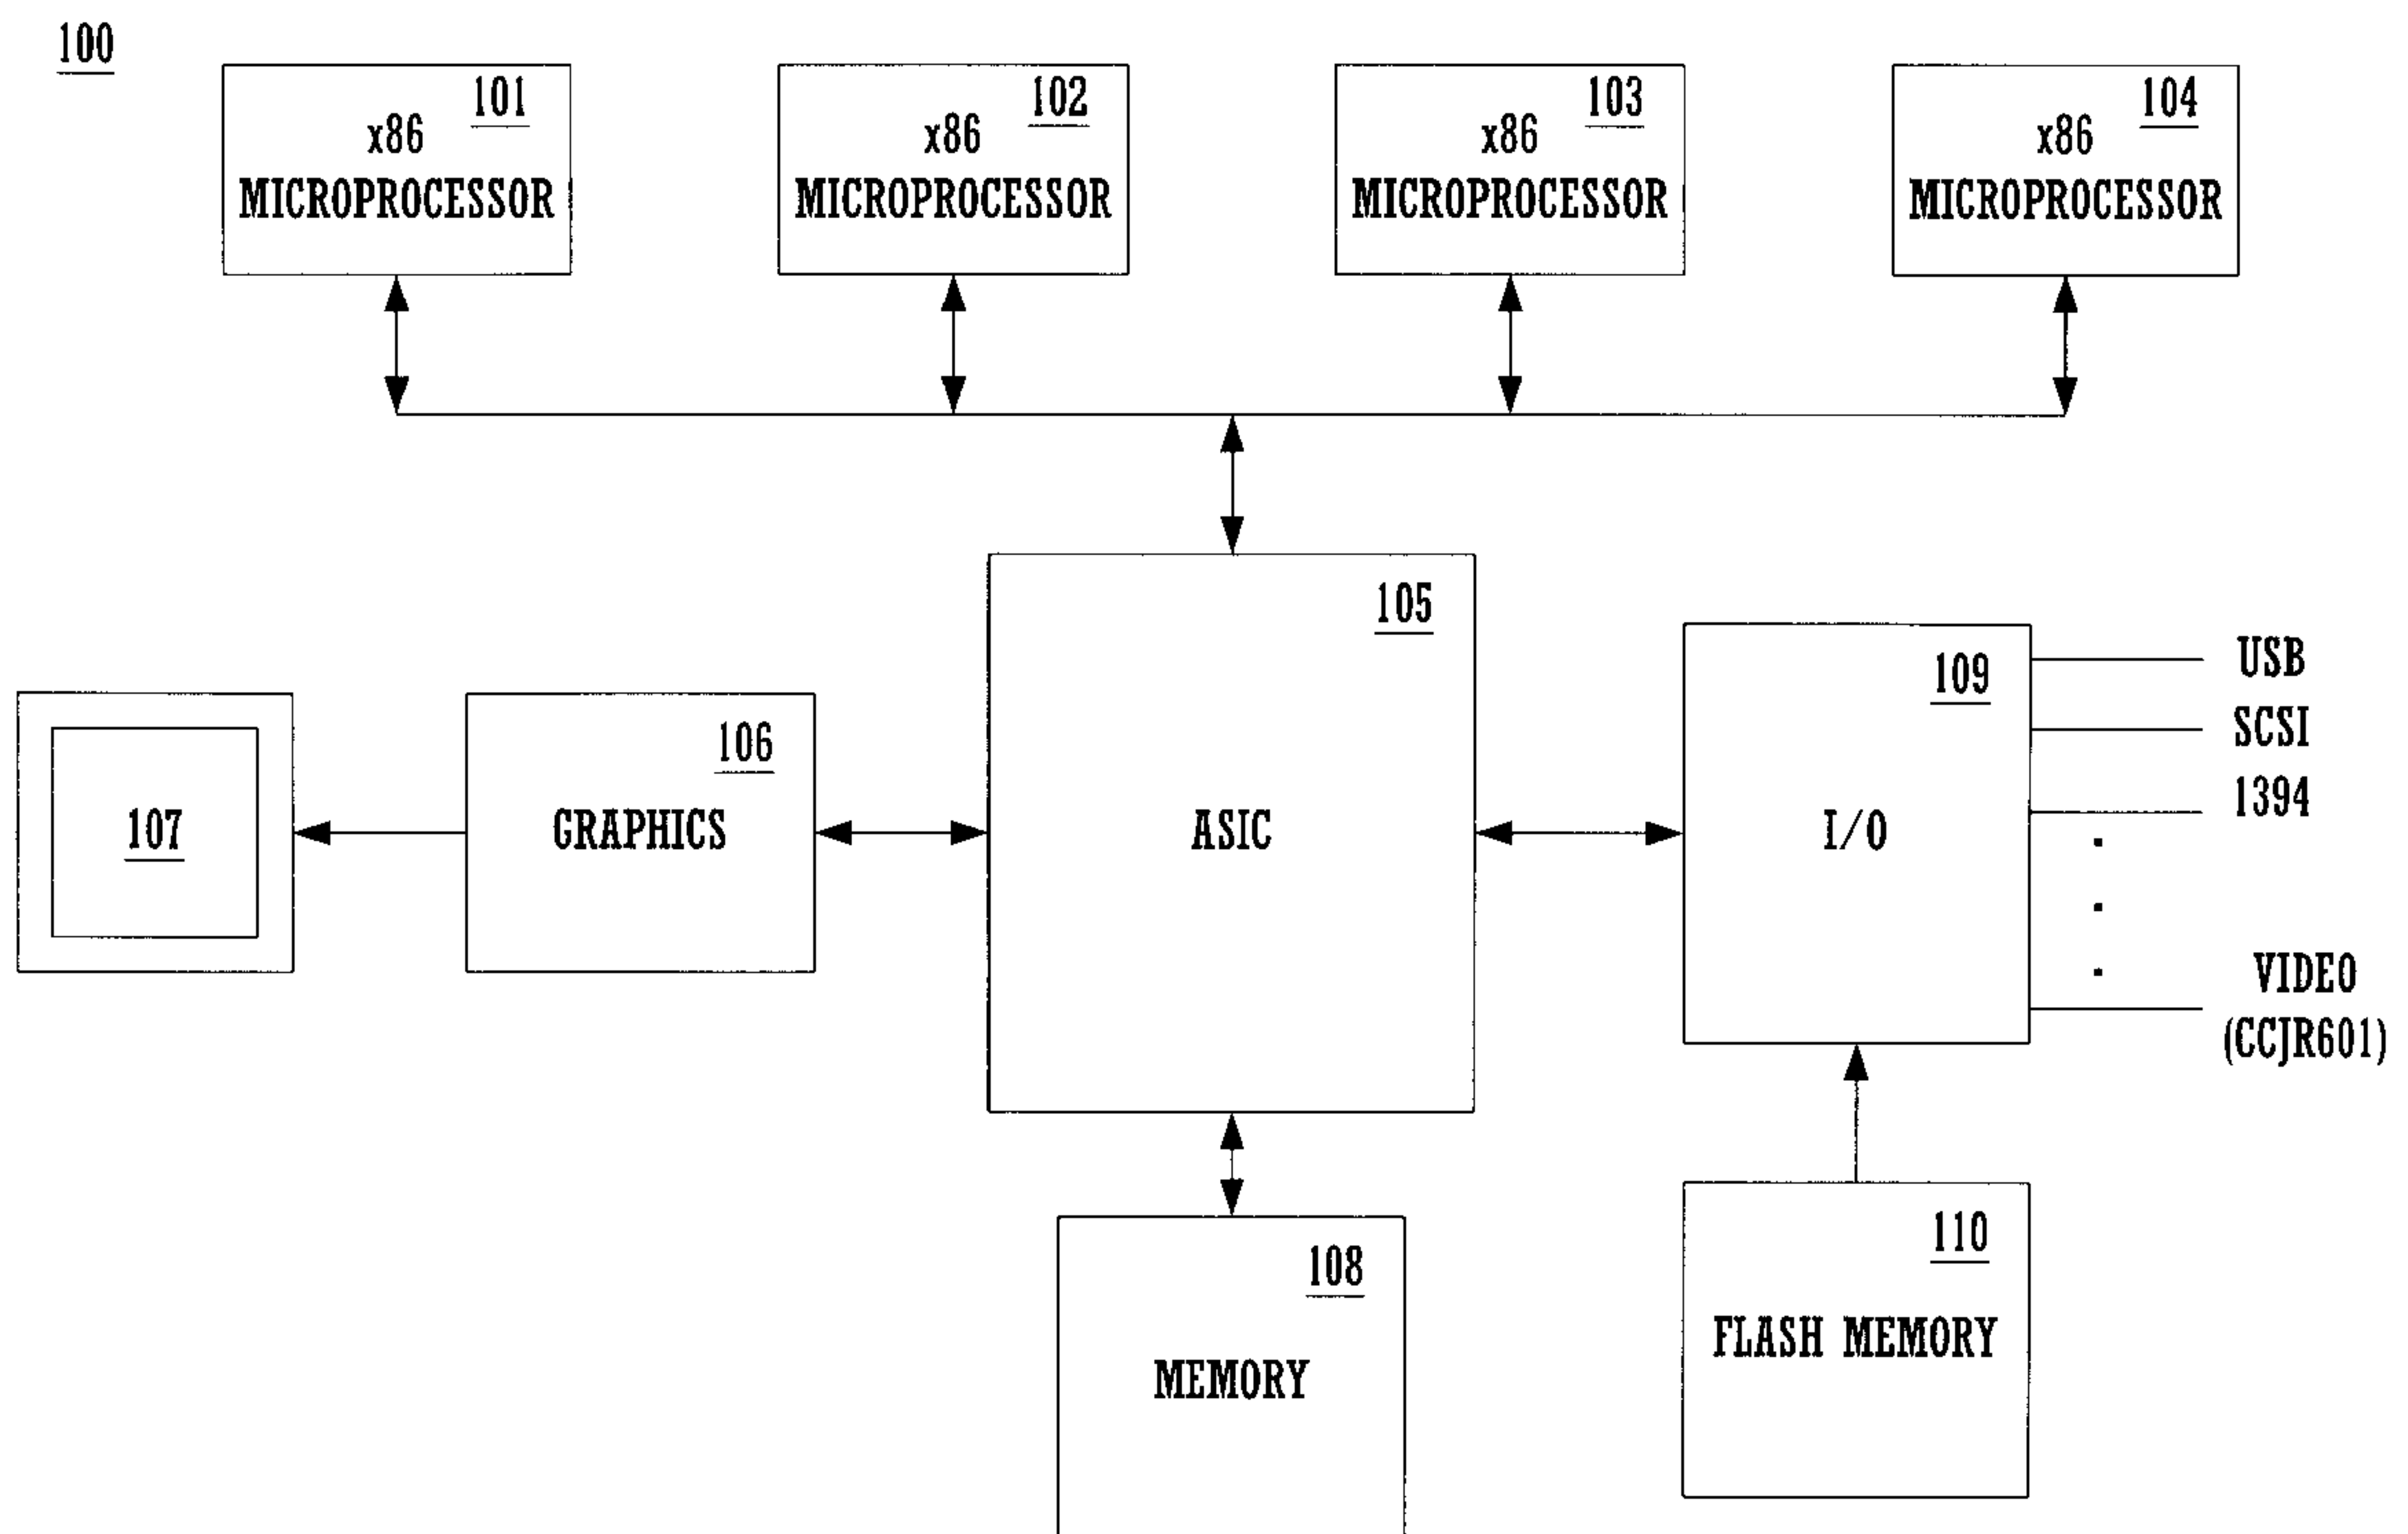 100
101
x86
MICROPROCESSOR
102
x86
MICROPROCESSOR
103
x86
MICROPROCESSOR
104
x86
MICROPROCESSOR
105
ASIC
106
GRAPHICS
107
108
MEMORY
109
I/O
USB
SCSI
1394
VIDEO
(CCJR601)
110
FLASH MEMORY